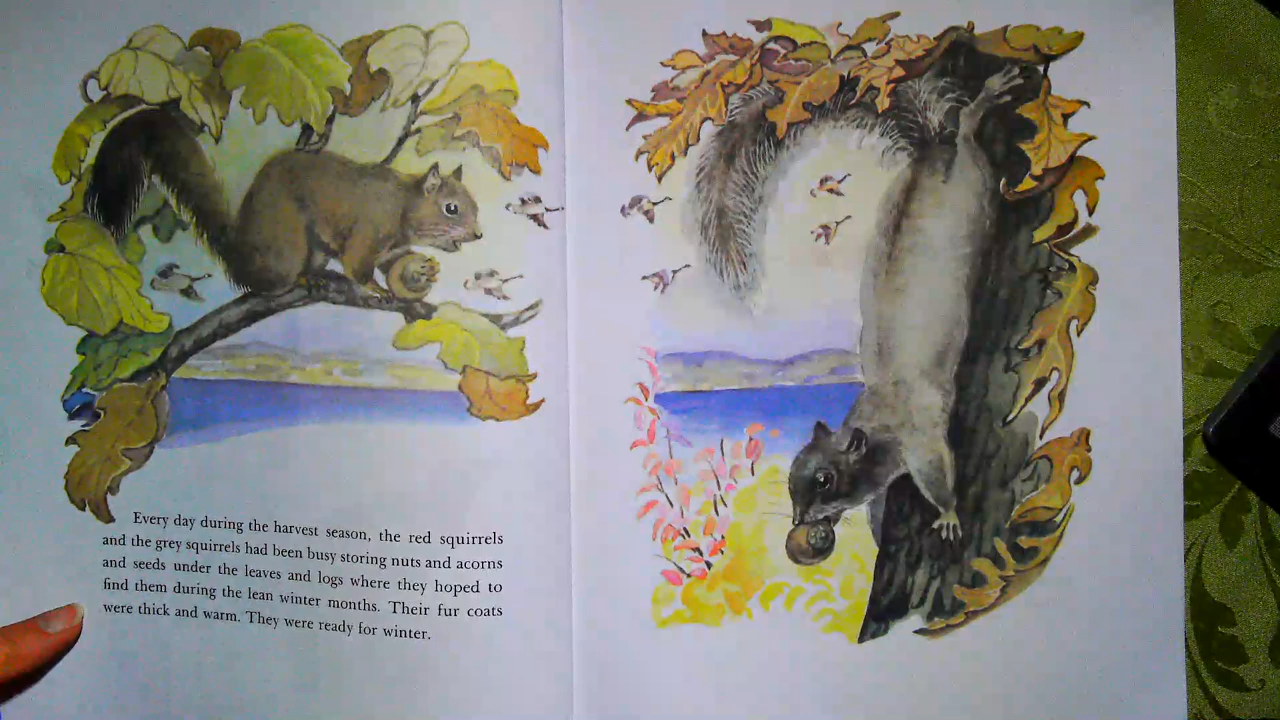 Every day during the harvest season, the red squirrels
and the grey squirrels had been busy storing nuts and acorns
and seeds under the leaves and logs where they hoped to
find them during the lean winter months. Their fur coats
were thick and warm. They were ready for winter.